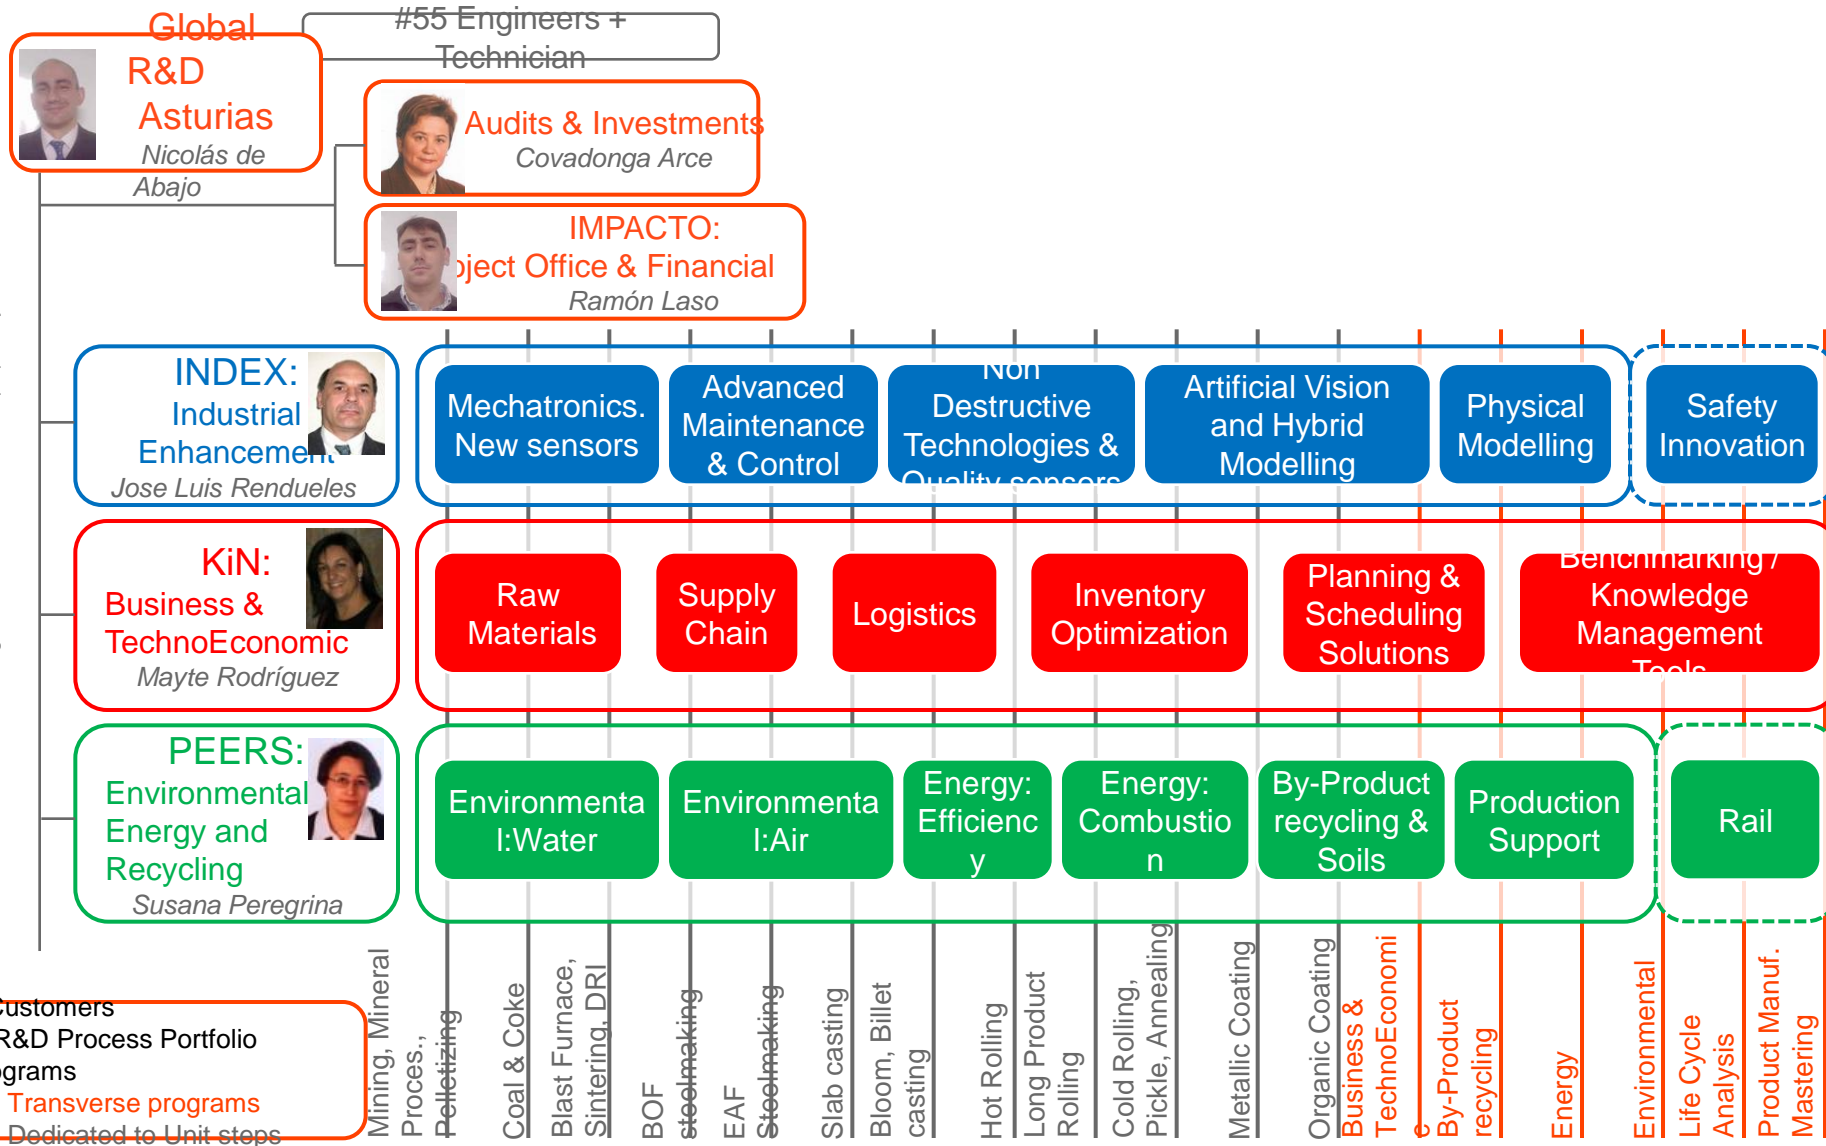 Global
R&D
Asturias
Nicolás de
Abajo
#55 Engineers +
Technician
Audits & Investments
Covadonga Arce
IMPACTO:
oject Office & Financial
Ramón Laso
INDEX:
Industrial
Enhancement
Jose Luis Rendueles
Mechatronics.
New sensors
Advanced
Maintenance
& Control
Non
Destructive
Technologies &
Quality sensors
Artificial Vision
and Hybrid
Modelling
Physical
Modelling
Safety
Innovation
KiN:
Business &
TechnoEconomic
Mayte Rodríguez
Raw
Materials
Supply
Chain
Logistics
Inventory
Optimization
Planning &
Scheduling
Solutions
Benchmarking /
Knowledge
Management
Tools
PEERS:
Environmental
Energy and
Recycling
Susana Peregrina
Environmenta
l:Water
Environmenta
l:Air
Energy:
Efficienc
y
Energy:
Combustio
n
By-Product
recycling &
Soils
Production
Support
Rail
Customers
R&D Process Portfolio
ograms
Transverse programs
Dedicated to Unit steps
Mining, Mineral
Proces.,
Pelletizing
Coal & Coke
Blast Furnace,
Sintering, DRI
BOF
steelmaking
EAF
Steelmaking
Slab casting
Bloom, Billet
casting
Hot Rolling
Long Product
Rolling
Cold Rolling,
Pickle, Annealing
Metallic Coating
Organic Coating
Business &
TechnoEconomi
c
By-Product
recycling
Energy
Environmental
Life Cycle
Analysis
Product Manuf.
Mastering